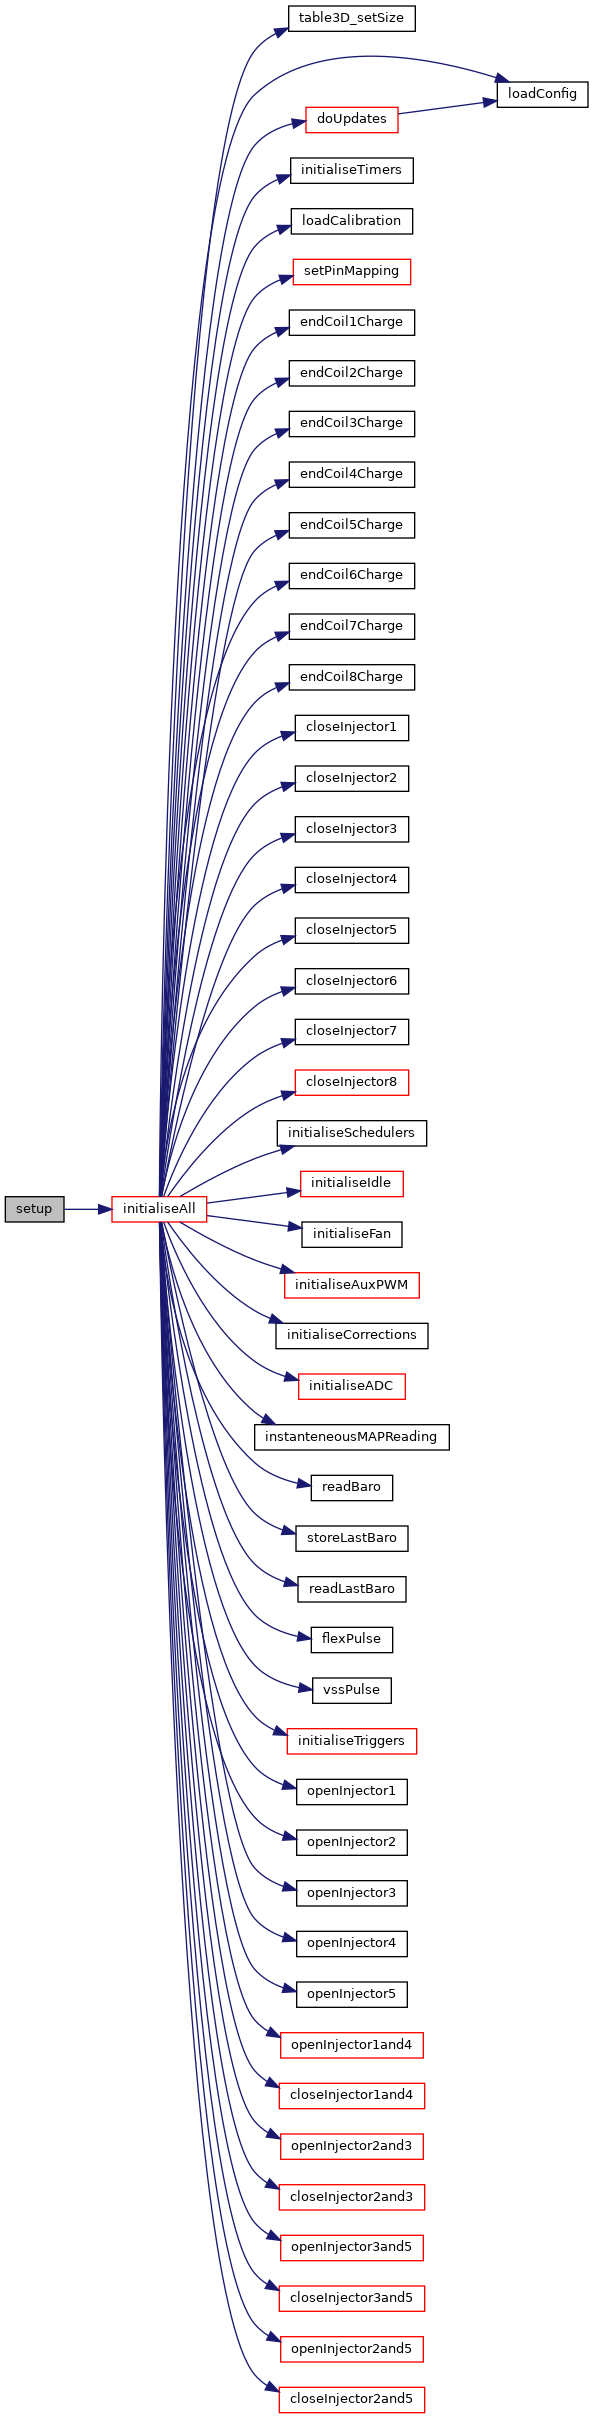 table3D_setSize
loadConfig
doUpdates
initialiseTimers
loadCalibration
setPinMapping
endCoil1Charge
endCoil2Charge
endCoil3Charge
endCoil4Charge
endCoil5Charge
endCoil6Charge
endCoil7Charge
endCoil8Charge
closeInjector1
closeInjector2
closeInjector3
closeInjector4
closeInjector5
closeInjector6
closeInjector7
closeInjector8
initialiseSchedulers
initialiseIdle
setup
initialiseAll
initialiseFan
initialiseAuxPWM
initialiseCorrections
initialiseADC
instanteneousMAPReading
readBaro
storeLastBaro
readLastBaro
flexPulse
vssPulse
initialiseTriggers
openInjector1
openInjector2
openInjector3
openInjector4
openInjector5
openInjector1and4
closeInjector1and4
openInjector2and3
closeInjector2and3
openInjector3and5
closeInjector3and5
openInjector2and5
closeInjector2and5